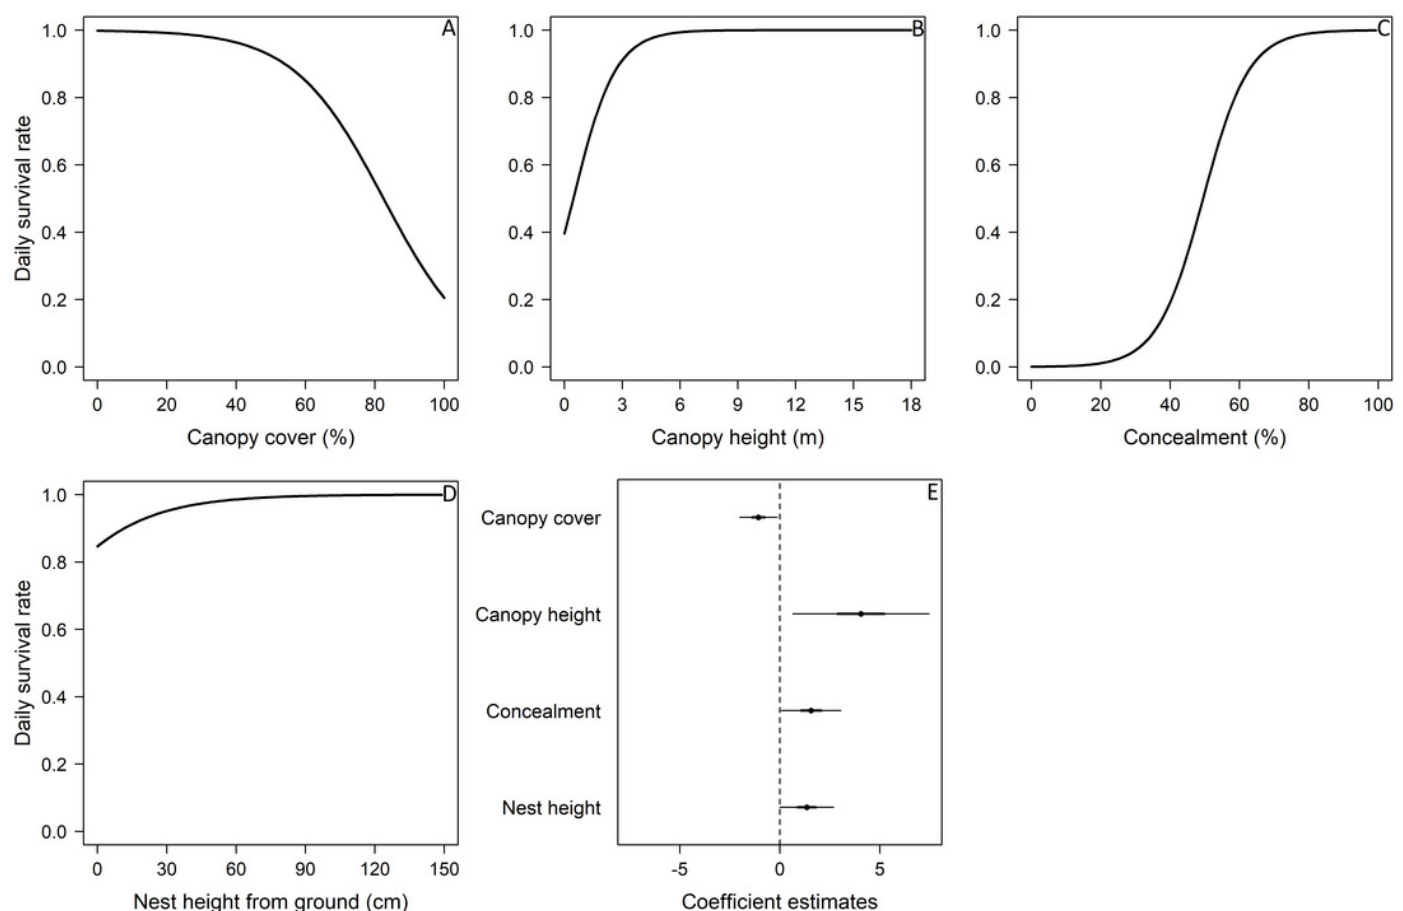 A
1.0
0.8
0.6
0.4
0.2
0.0
Daily survival rate
0 20 40 60 80 100
Canopy cover (%)
B
1.0
0.8
0.6
0.4
0.2
0.0
0 3 6 9 12 15 18
Canopy height (m)
C
1.0
0.8
0.6
0.4
0.2
0.0
0 20 40 60 80 100
Concealment (%)
D
1.0
0.8
0.6
0.4
0.2
0.0
Daily survival rate
0 30 60 90 120 150
Nest height from ground (cm)
E
Canopy cover
Canopy height
Concealment
Nest height
-5 0 5
Coefficient estimates